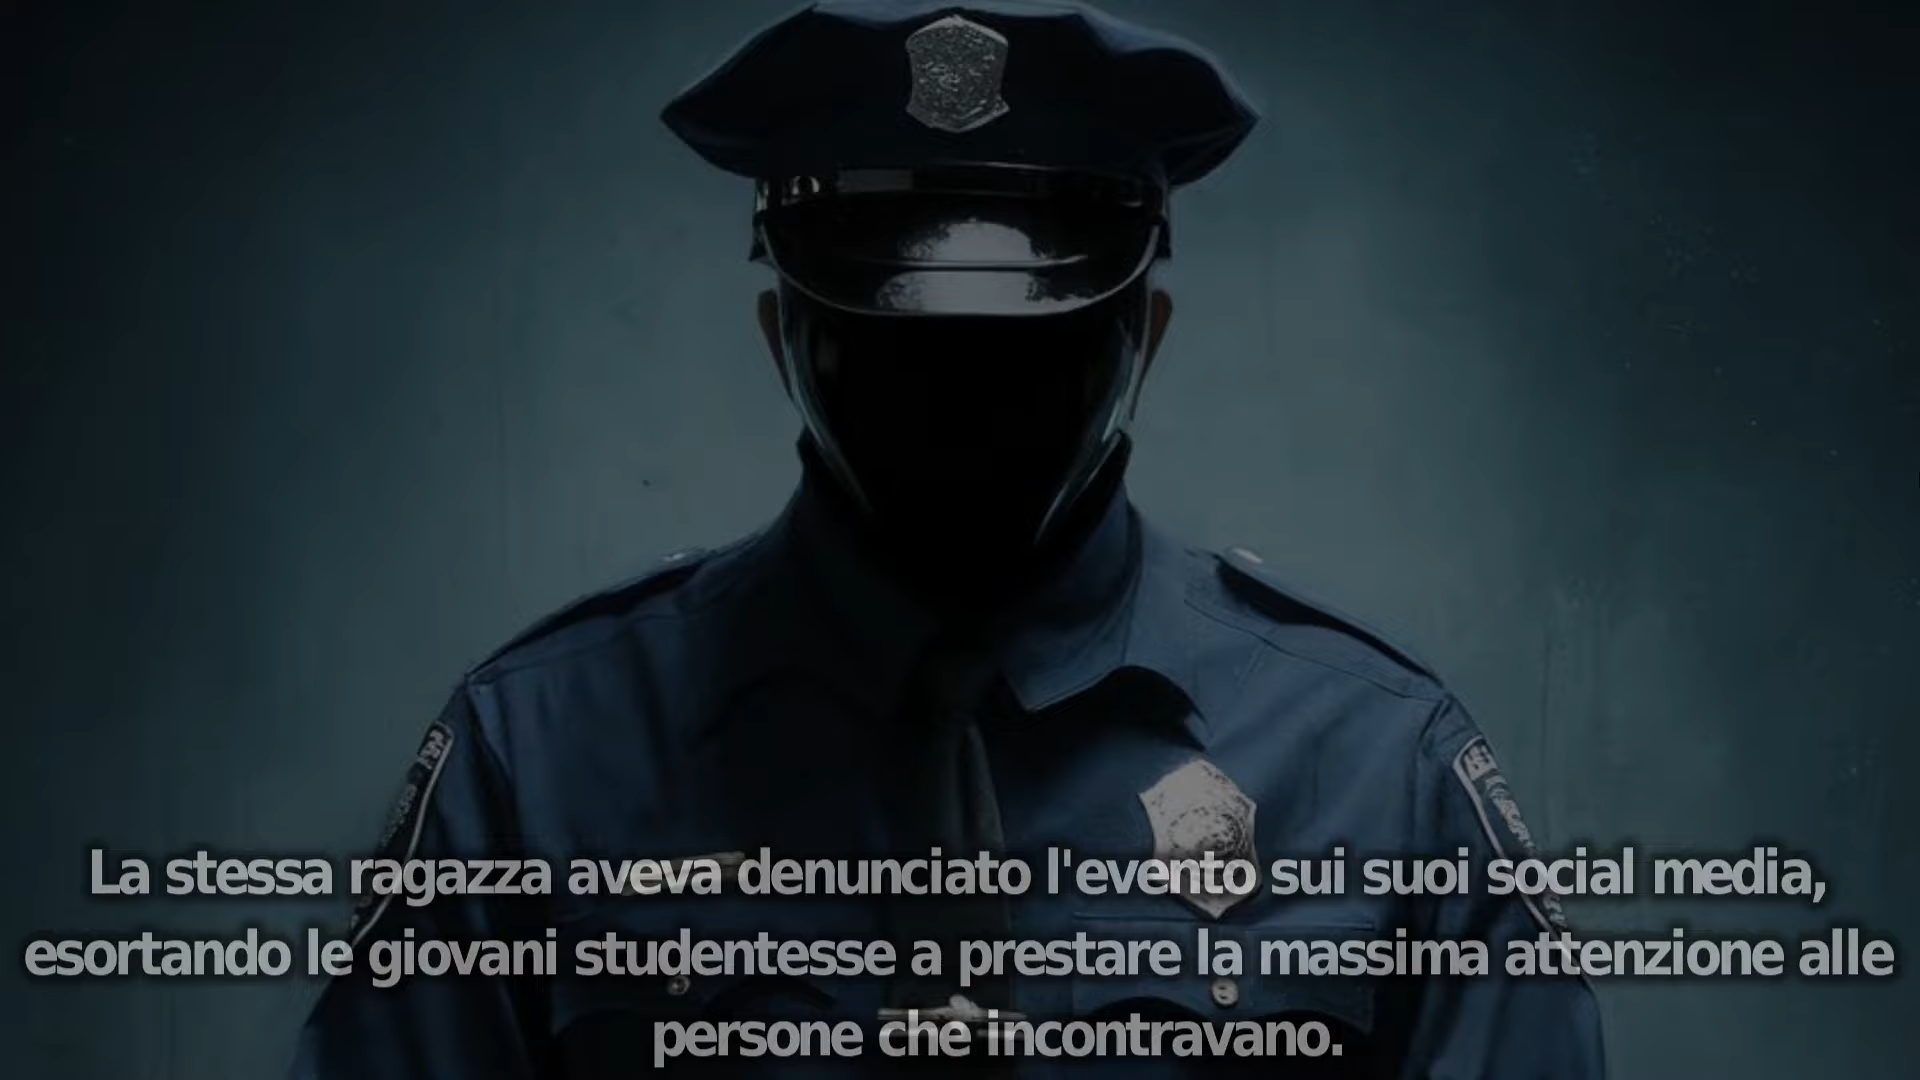 La stessa ragazza aveva denunciato l'evento sui suoi social media,
esortando le giovani studentesse a prestare la massima attenzione alle
persone che incontravano.